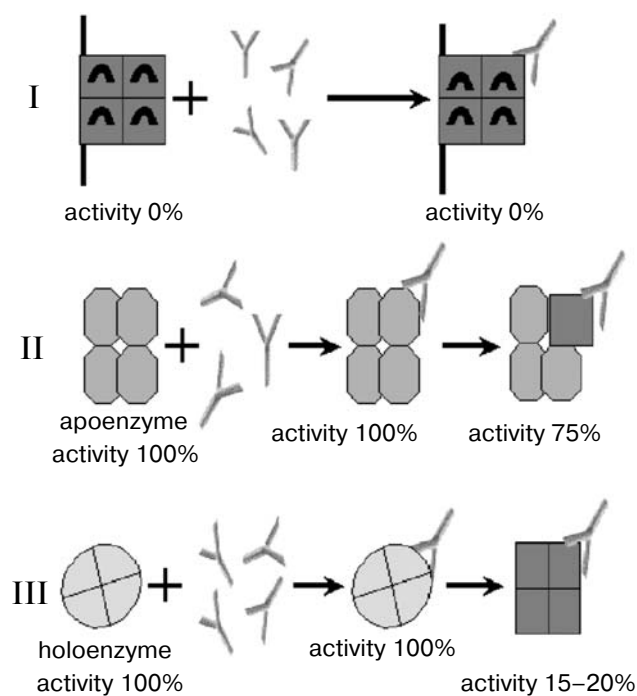 I
activity 0%
activity 0%
II
apoenzyme
activity 100%
activity 100%
activity 75%
III
holoenzyme
activity 100%
activity 100%
activity 15–20%